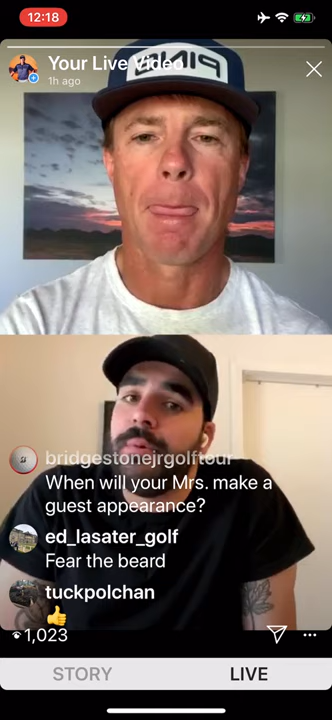 12:18
Your Live Video
1h ago
PING
bridgestonejrgolftour
When will your Mrs. make a
guest appearance?
ed_lasater_golf
Fear the beard
tuckpolchan
👍
1,023
STORY
LIVE